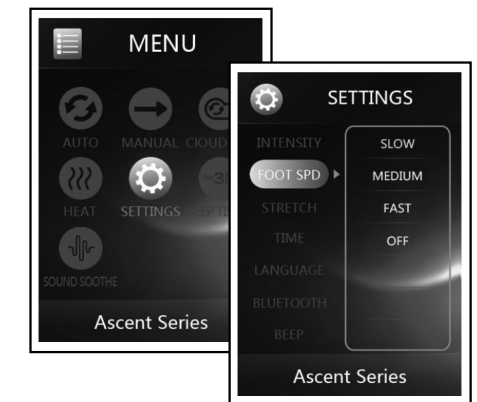 MENU
AUTO MANUAL CLOUD
HEAT SETTINGS
SOUND SOOTHE
Ascent Series
SETTINGS
INTENSITY
FOOT SPD
STRETCH
TIME
LANGUAGE
BLUETOOTH
BEEP
SLOW
MEDIUM
FAST
OFF
Ascent Series